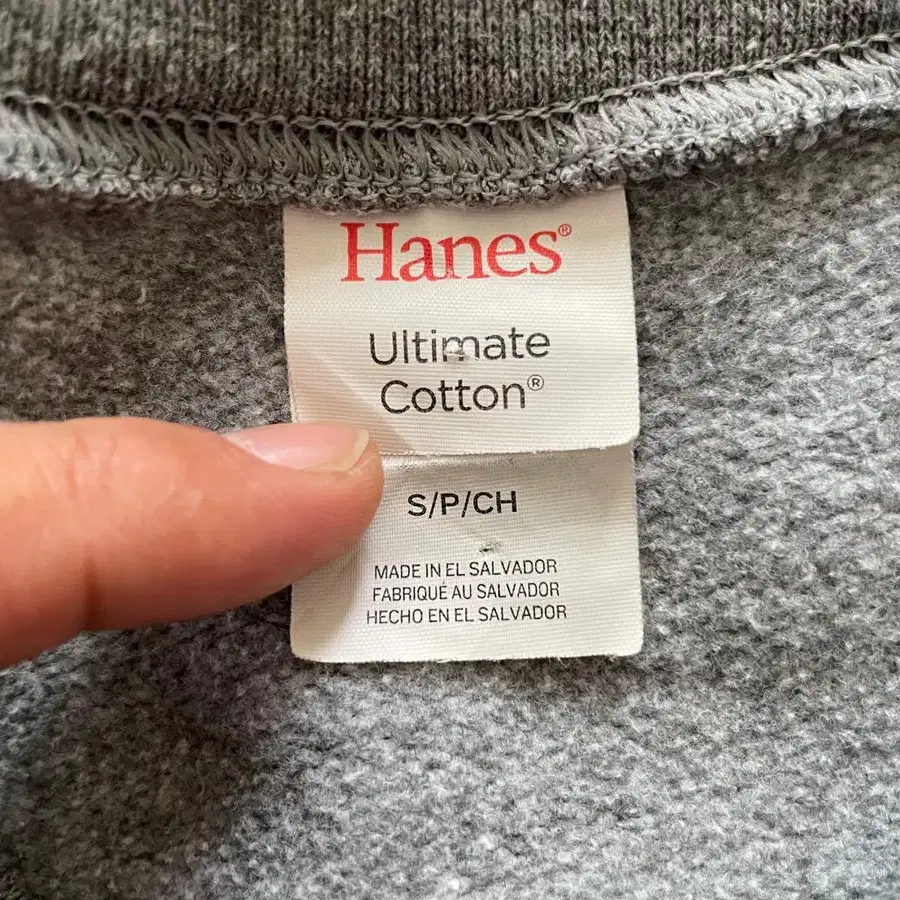 Hanes®
Ultimate
Cotton®
S/P/CH
MADE IN EL SALVADOR
FABRIQUÉ AU SALVADOR
HECHO EN EL SALVADOR